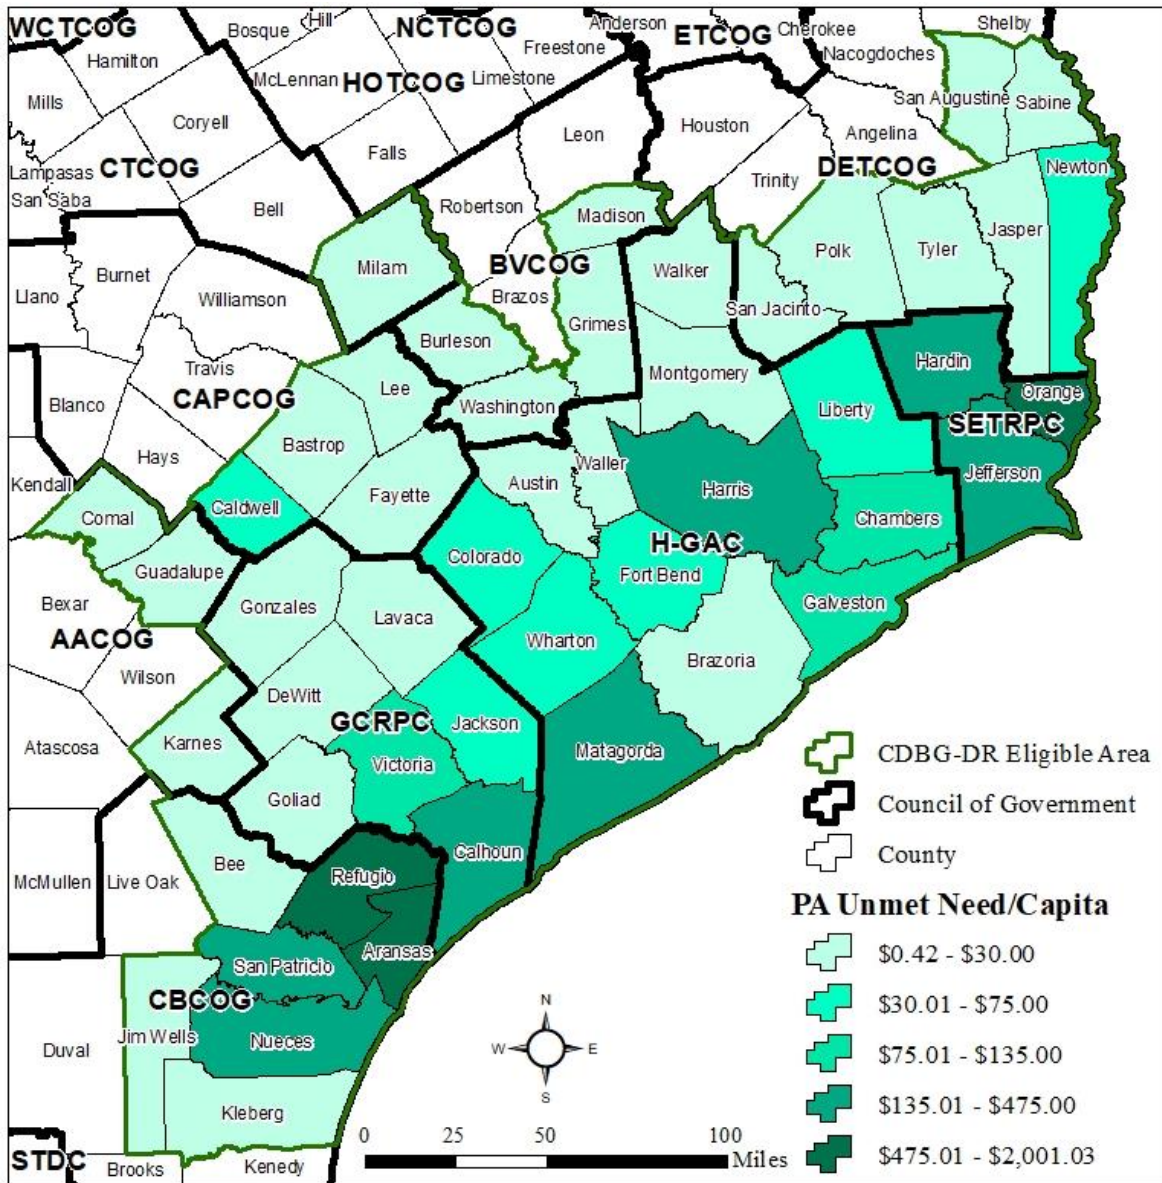 WCTCOG
Bosque
Hill
NCTCOG
Anderson
ETCOG
Cherokee
Shelby
Hamilton
Freestone
Nacogdoches
McLennan
HOTCOG
Limestone
Mills
San Augustine
Sabine
Coryell
Leon
Houston
Angelina
Lampasas
CTCOG
Falls
DETCOG
Newton
San Saba
Trinity
Bell
Robertson
Madison
Jasper
Milam
BVCOG
Walker
Polk
Tyler
Burnet
Llano
Williamson
Brazos
San Jacinto
Grimes
Burleson
Travis
Hardin
Lee
Montgomery
Orange
Blanco
CAPCOG
Washington
Liberty
SETRPC
Bastrop
Hays
Waller
Jefferson
Kendall
Austin
Harris
Fayette
Caldwell
Comal
Chambers
H-GAC
Colorado
Guadalupe
Fort Bend
Bexar
Gonzales
Galveston
Lavaca
AACOG
Wharton
Brazoria
Wilson
DeWitt
GCRPC
Jackson
Karnes
Atascosa
Matagorda
Victoria
Goliad
Calhoun
Bee
Refugio
McMullen
Live Oak
Aransas
San Patricio
CBCOG
Jim Wells
Nueces
Duval
Kleberg
STDC
Brooks
Kenedy
CDBG-DR Eligible Area
Council of Government
County
PA Unmet Need/Capita
$0.42 - $30.00
$30.01 - $75.00
$75.01 - $135.00
$135.01 - $475.00
$475.01 - $2,001.03
N
W
E
S
0 25 50 100
Miles